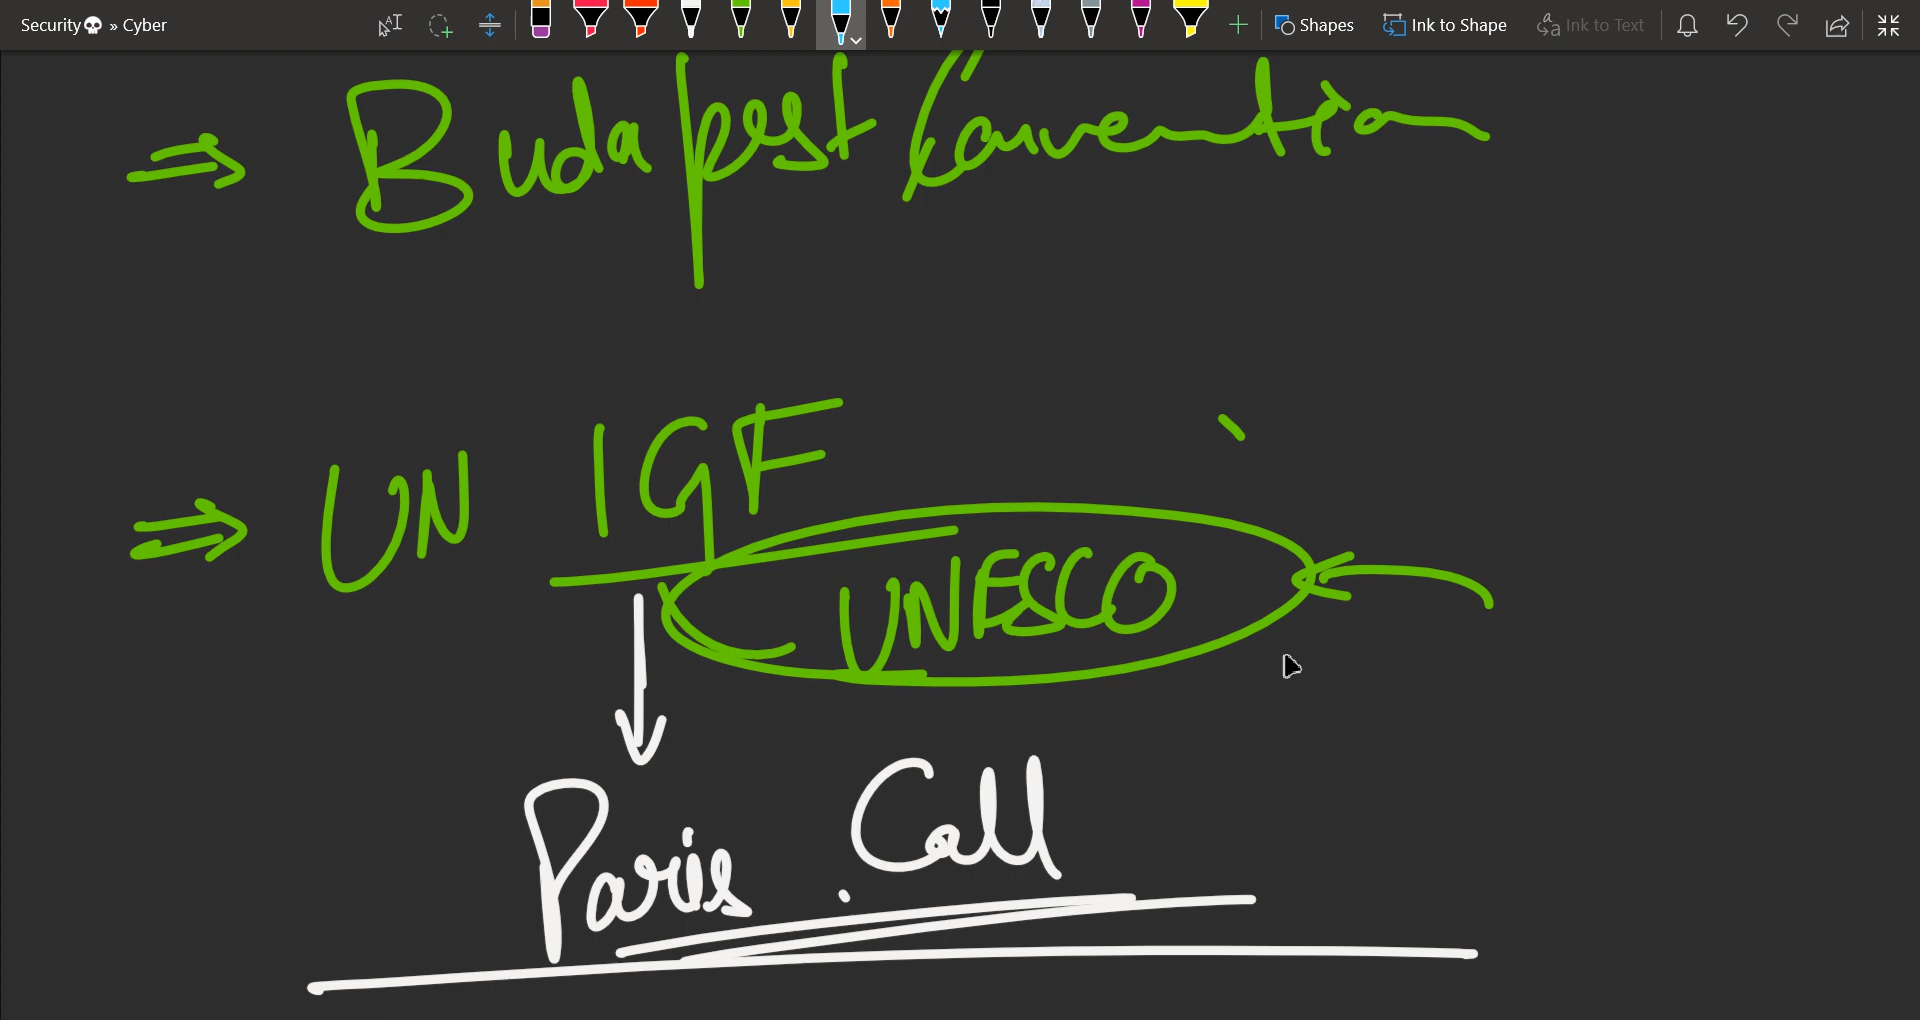 Security💀 » Cyber Shapes Ink to Shape Ink to Text
⇒ Budapest Convention
⇒ UN IGF
UNESCO
Paris Call